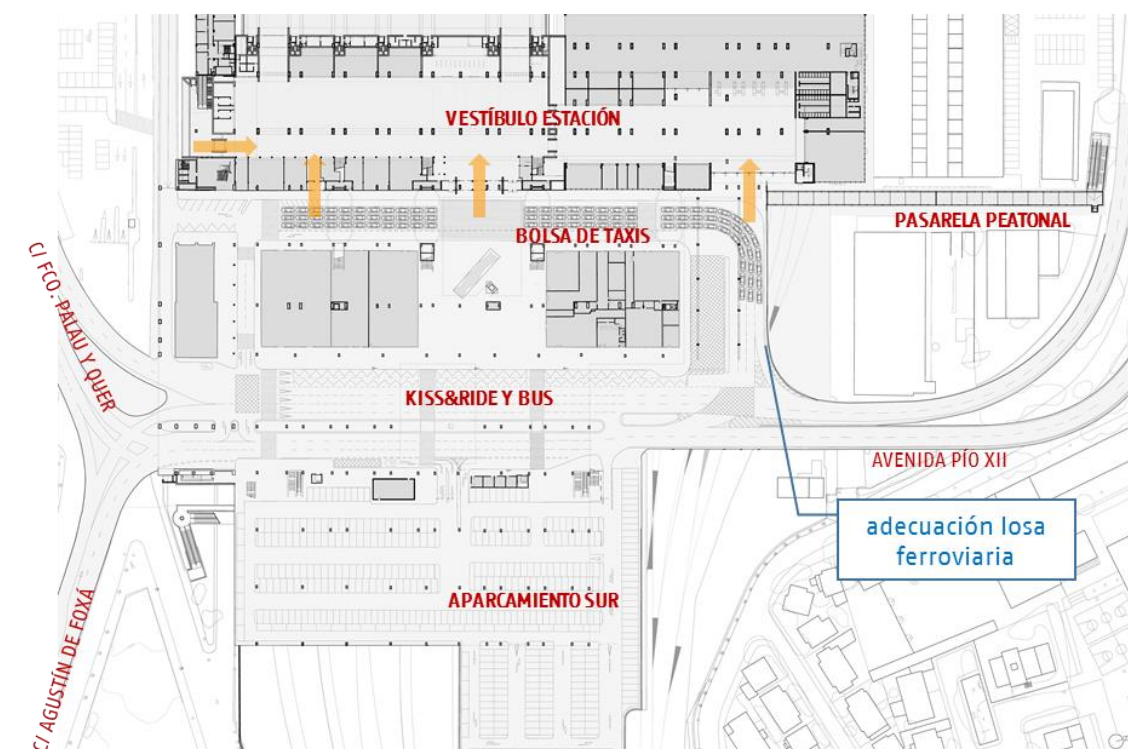 VESTÍBULO ESTACIÓN
PASARELA PEATONAL
BOLSA DE TAXIS
C/ FCO. PALAU Y QUER
KISS&RIDE Y BUS
AVENIDA PÍO XII
adecuación losa
ferroviaria
APARCAMIENTO SUR
C/ AGUSTÍN DE FOXÁ